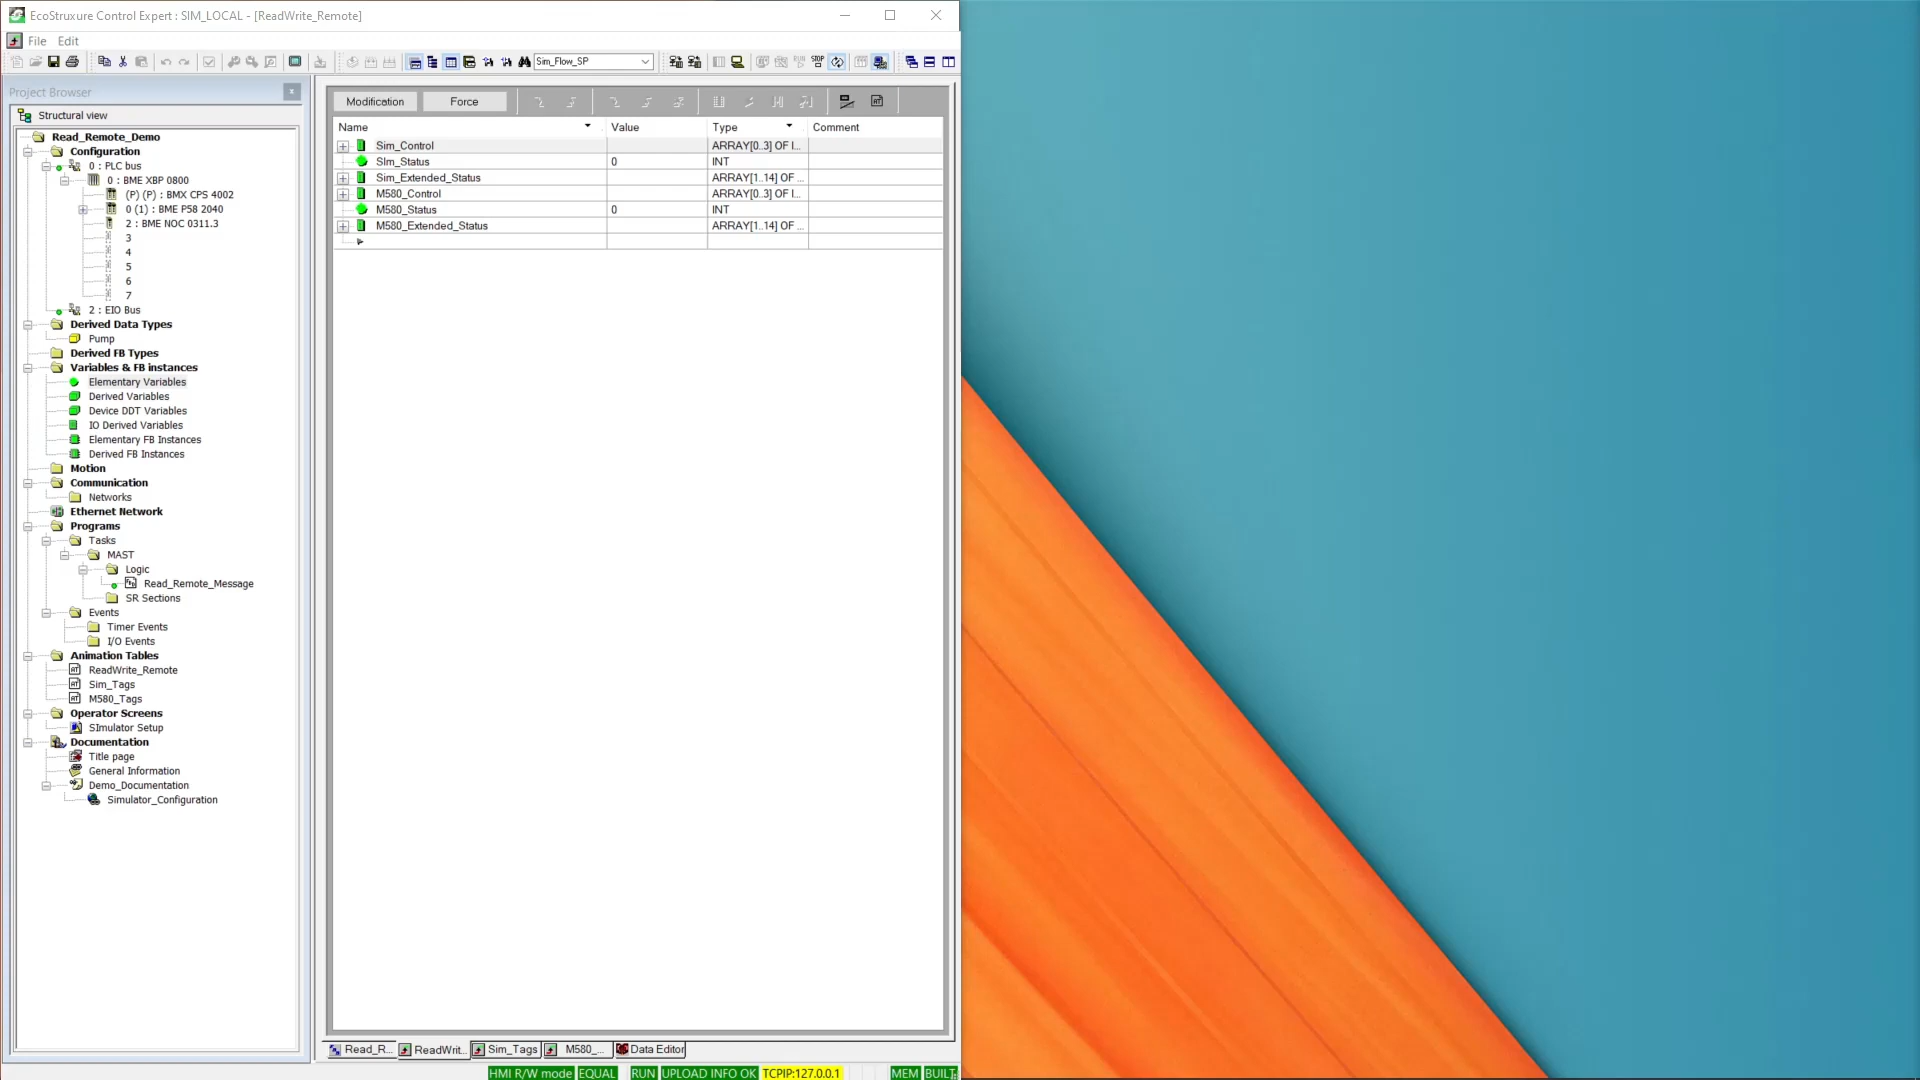 EcoStruxure Control Expert : SIM_LOCAL - [ReadWrite_Remote]
File Edit
Sim_Flow_SP
STOP
Project Browser
Structural view
Read_Remote_Demo
Configuration
0 : PLC bus
0 : BME XBP 0800
(P) (P) : BMX CPS 4002
0 (1) : BME P58 2040
2 : BME NOC 0311.3
3
4
5
6
7
2 : EIO Bus
Derived Data Types
Pump
Derived FB Types
Variables & FB instances
Elementary Variables
Derived Variables
Device DDT Variables
IO Derived Variables
Elementary FB Instances
Derived FB Instances
Motion
Communication
Networks
Ethernet Network
Programs
Tasks
MAST
Logic
Read_Remote_Message
SR Sections
Events
Timer Events
I/O Events
Animation Tables
ReadWrite_Remote
Sim_Tags
M580_Tags
Operator Screens
SImulator Setup
Documentation
Title page
General Information
Demo_Documentation
Simulator_Configuration
Modification Force
Name Value Type Comment
Sim_Control ARRAY[0..3] OF I...
SIm_Status 0 INT
Sim_Extended_Status ARRAY[1..14] OF ...
M580_Control ARRAY[0..3] OF I...
M580_Status 0 INT
M580_Extended_Status ARRAY[1..14] OF ...
Read_R... ReadWrit... Sim_Tags M580_... Data Editor
HMI R/W mode EQUAL RUN UPLOAD INFO OK TCPIP:127.0.0.1 MEM BUILT